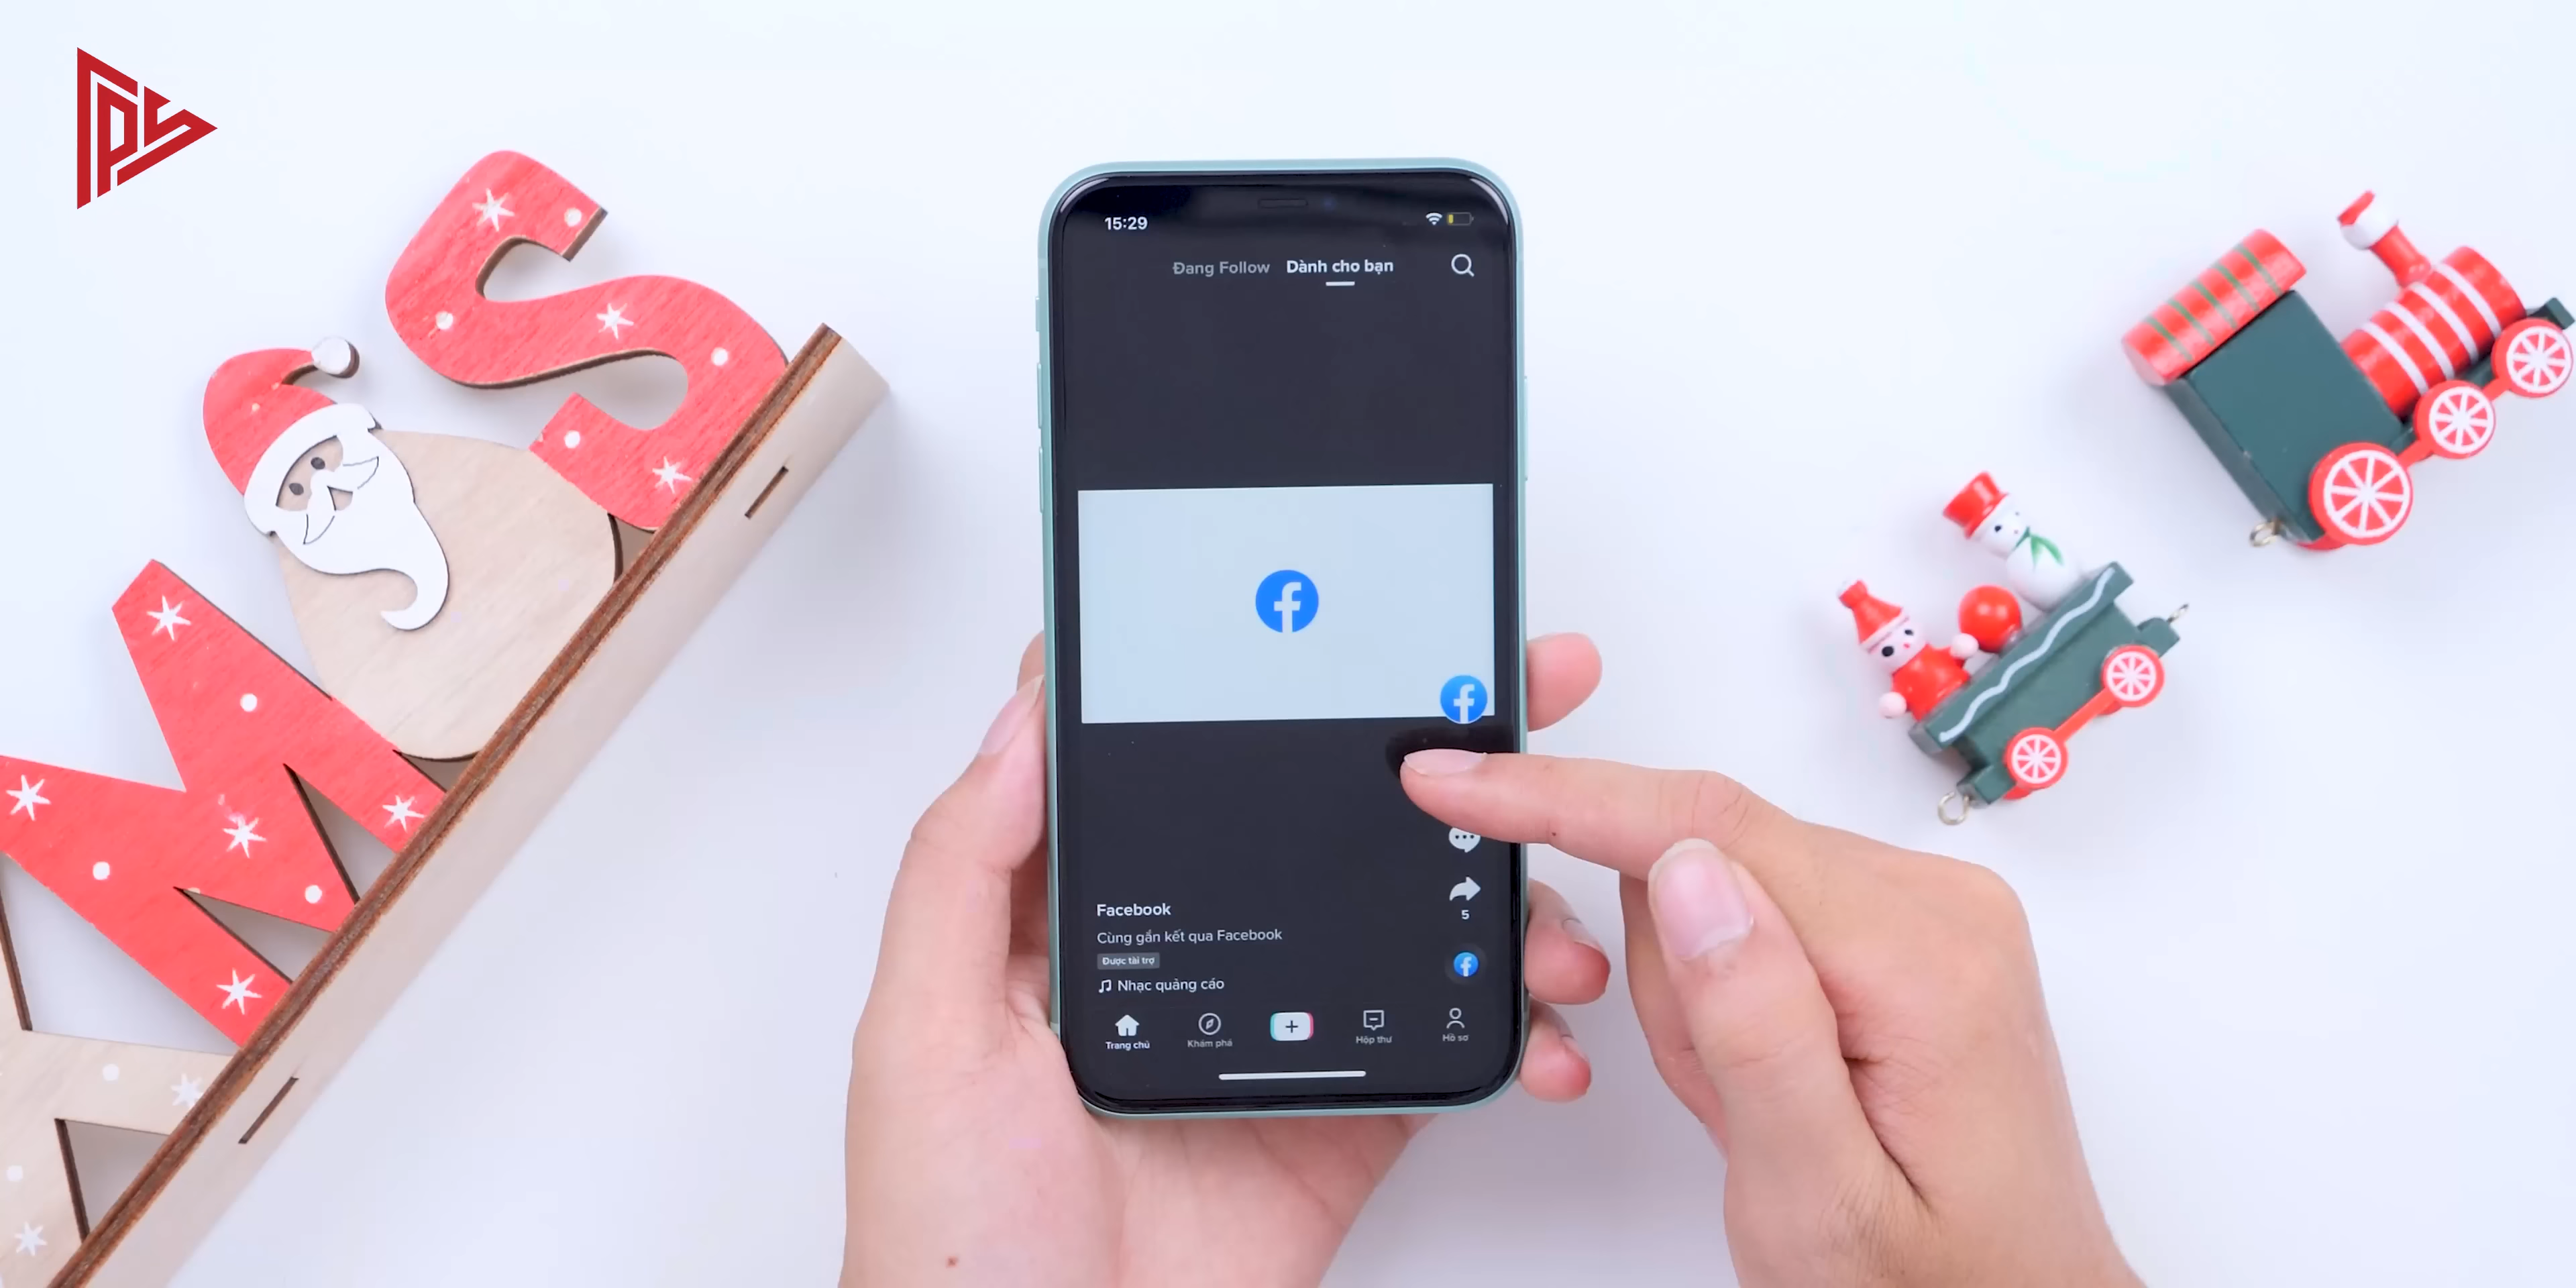 15:29
Đang Follow Dành cho bạn
Facebook
Cùng gắn kết qua Facebook
Được tài trợ
Nhạc quảng cáo
5
Trang chủ Khám phá Hộp thư Hồ sơ
MAS